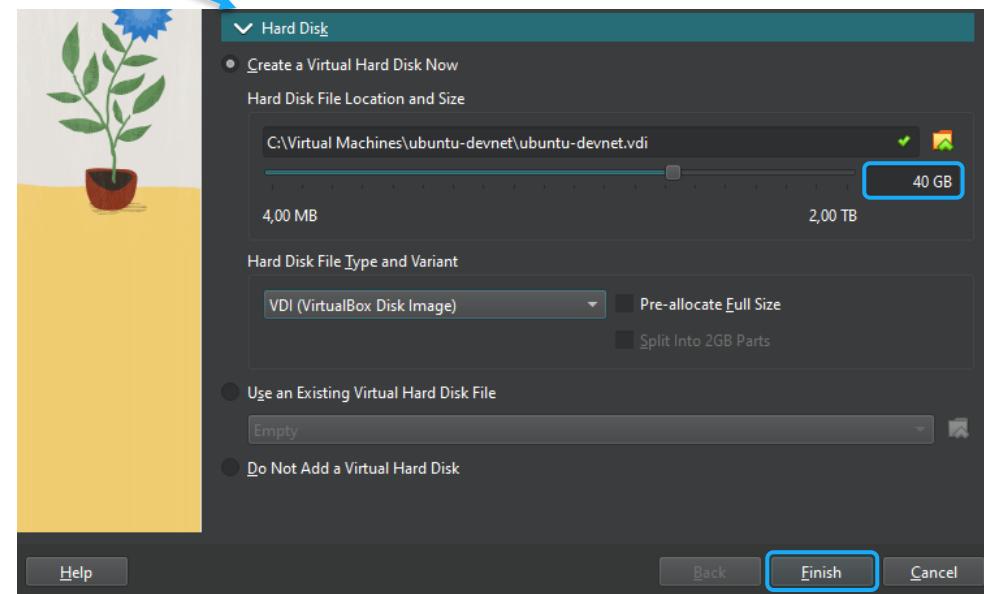 Hard Disk
Create a Virtual Hard Disk Now
Hard Disk File Location and Size
C:\Virtual Machines\ubuntu-devnet\ubuntu-devnet.vdi
40 GB
4,00 MB 2,00 TB
Hard Disk File Type and Variant
VDI (VirtualBox Disk Image) Pre-allocate Full Size
Split Into 2GB Parts
Use an Existing Virtual Hard Disk File
Empty
Do Not Add a Virtual Hard Disk
Help Back Finish Cancel